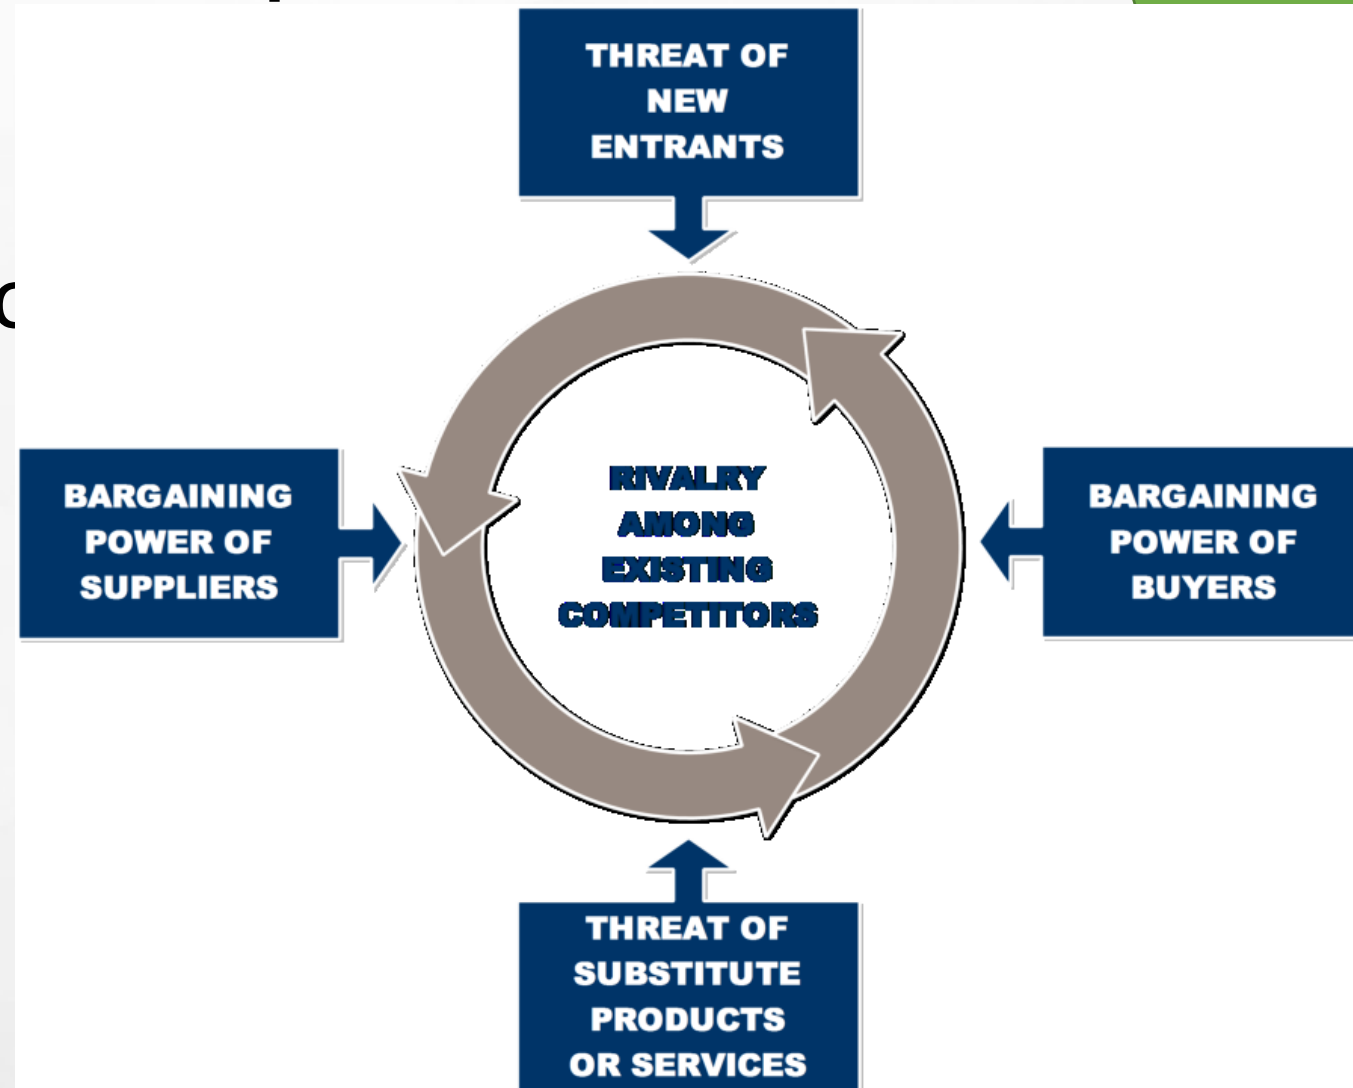 THREAT OF
NEW
ENTRANTS
BARGAINING
POWER OF
SUPPLIERS
RIVALRY
AMONG
EXISTING
COMPETITORS
BARGAINING
POWER OF
BUYERS
THREAT OF
SUBSTITUTE
PRODUCTS
OR SERVICES